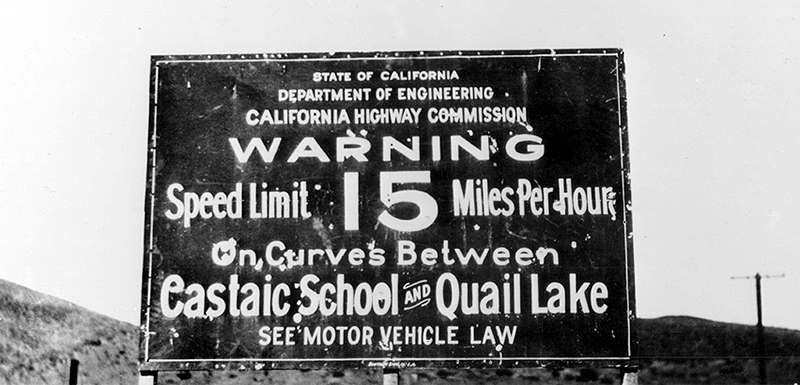 STATE OF CALIFORNIA
DEPARTMENT OF ENGINEERING
CALIFORNIA HIGHWAY COMMISSION
WARNING
Speed Limit 15 Miles Per Hour
On Curves Between
Castaic School AND Quail Lake
SEE MOTOR VEHICLE LAW